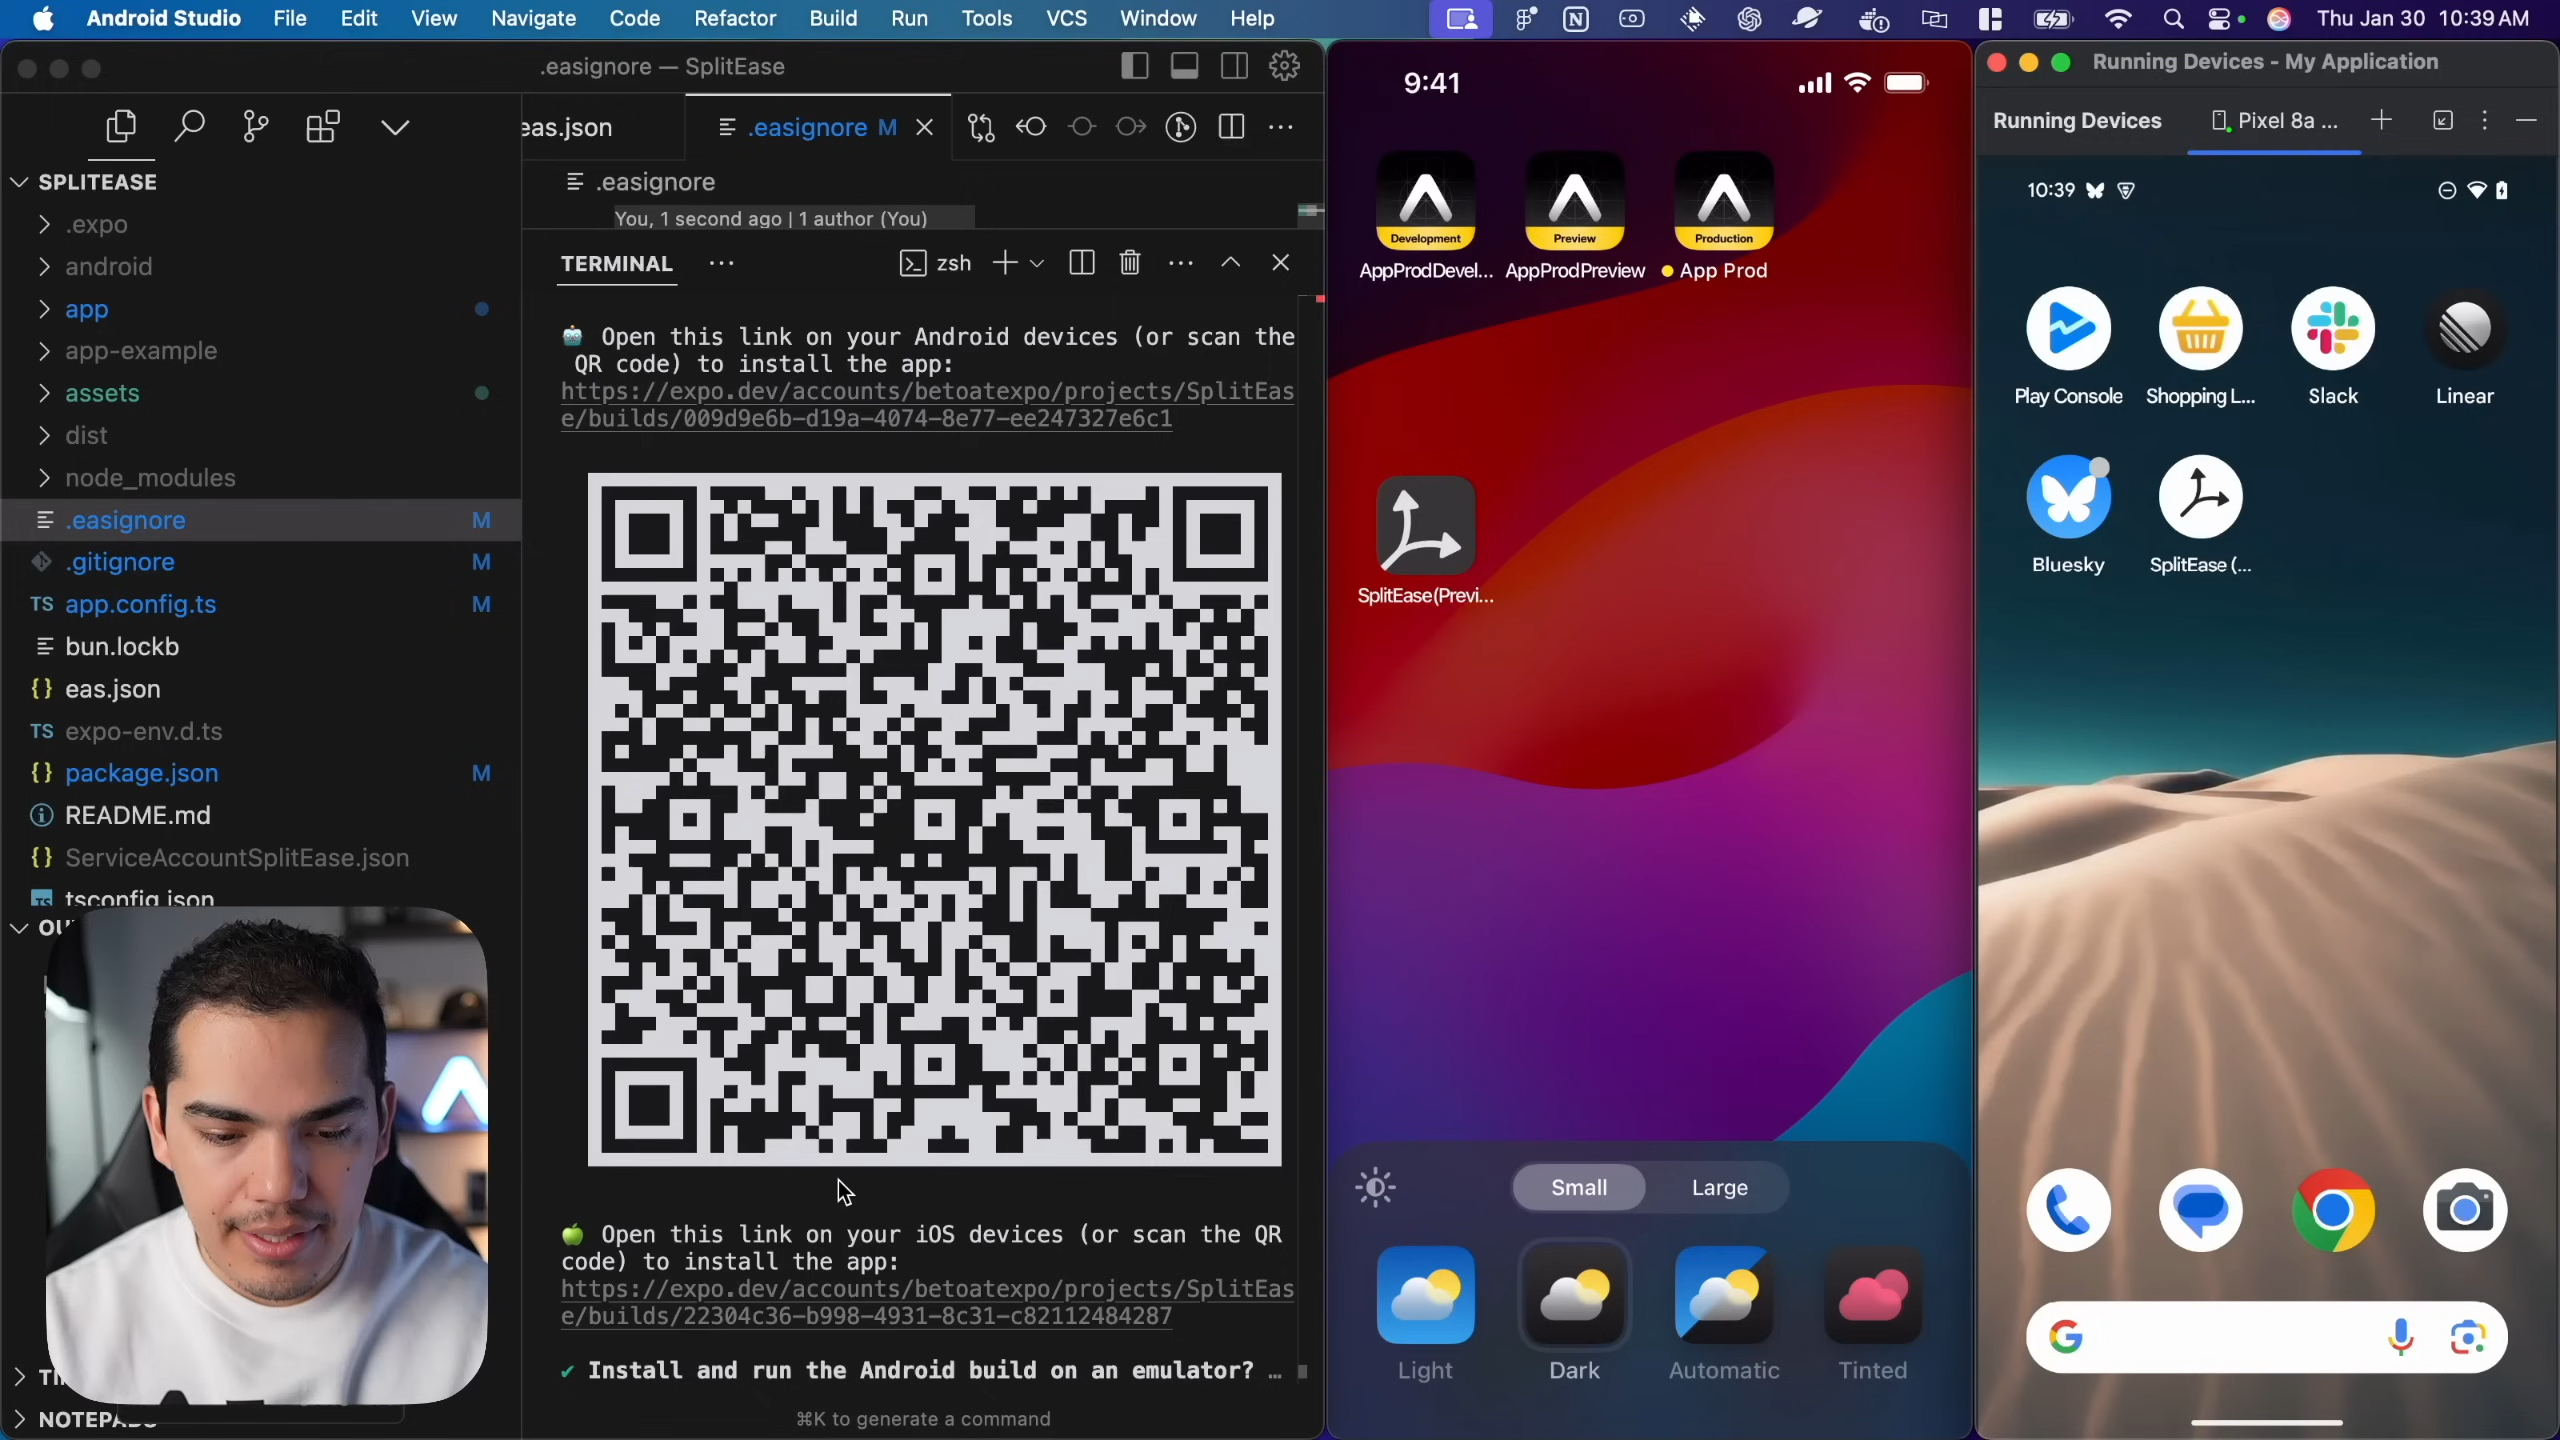 Android Studio File Edit View Navigate Code Refactor Build Run Tools VCS Window Help Thu Jan 30 10:39 AM
.easignore — SplitEase
eas.json .easignore M
SPLITEASE
.expo
android
app
app-example
assets
dist
node_modules
.easignore M
.gitignore M
TS app.config.ts M
bun.lockb
{} eas.json
TS expo-env.d.ts
{} package.json M
README.md
{} ServiceAccountSplitEase.json
TS tsconfig.json
OU
TI
NOTEPADS
.easignore
You, 1 second ago | 1 author (You)
TERMINAL zsh
Open this link on your Android devices (or scan the
QR code) to install the app:
https://expo.dev/accounts/betoatexpo/projects/SplitEas
e/builds/009d9e6b-d19a-4074-8e77-ee247327e6c1
Open this link on your iOS devices (or scan the QR
code) to install the app:
https://expo.dev/accounts/betoatexpo/projects/SplitEas
e/builds/22304c36-b998-4931-8c31-c82112484287
✔ Install and run the Android build on an emulator? …
⌘K to generate a command
9:41
Development Preview Production
AppProdDevel... AppProdPreview App Prod
SplitEase(Previ...
Small Large
Light Dark Automatic Tinted
Running Devices - My Application
Running Devices Pixel 8a ...
10:39
Play Console Shopping L... Slack Linear
Bluesky SplitEase (...